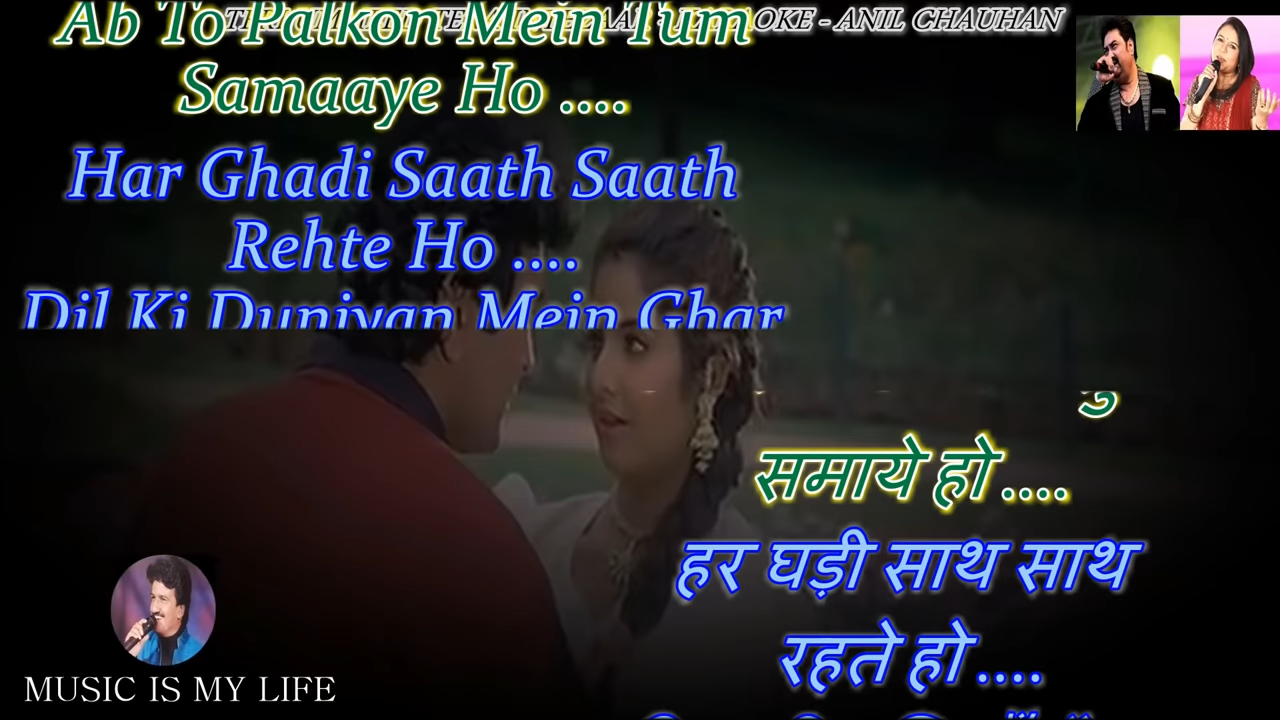 Ab To Palkon Mein Tum
OKE - ANIL CHAUHAN
Samaaye Ho ....
Har Ghadi Saath Saath
Rehte Ho ....
Dil Ki Duniyan Mein Ghar
समाये हो ....
हर घड़ी साथ साथ
रहते हो ....
MUSIC IS MY LIFE